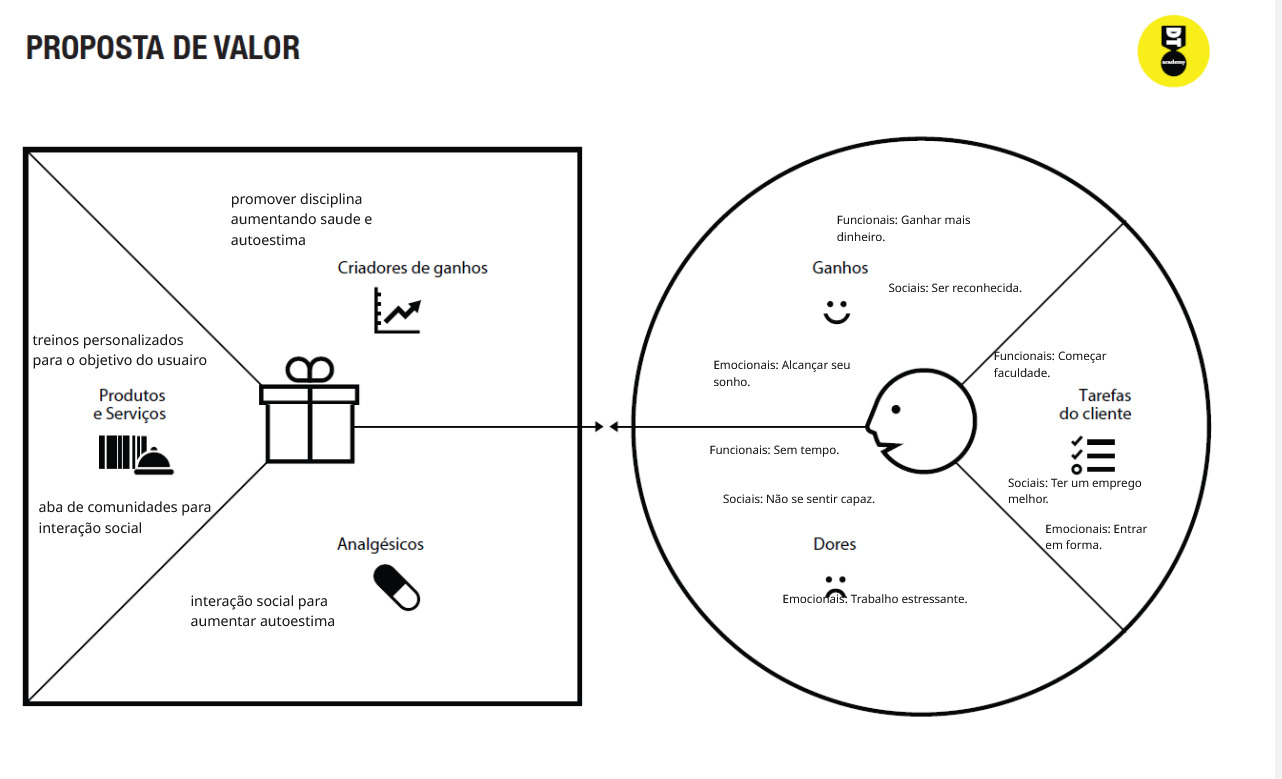 PROPOSTA DE VALOR
DT
academy
promover disciplina
aumentando saude e
autoestima
Criadores de ganhos
treinos personalizados
para o objetivo do usuairo
Produtos
e Serviços
aba de comunidades para
interação social
Analgésicos
interação social para
aumentar autoestima
Funcionais: Ganhar mais
dinheiro.
Ganhos
Sociais: Ser reconhecida.
Emocionais: Alcançar seu
sonho.
Funcionais: Começar
faculdade.
Tarefas
do cliente
Sociais: Ter um emprego
melhor.
Emocionais: Entrar
em forma.
Funcionais: Sem tempo.
Sociais: Não se sentir capaz.
Dores
Emocionais: Trabalho estressante.